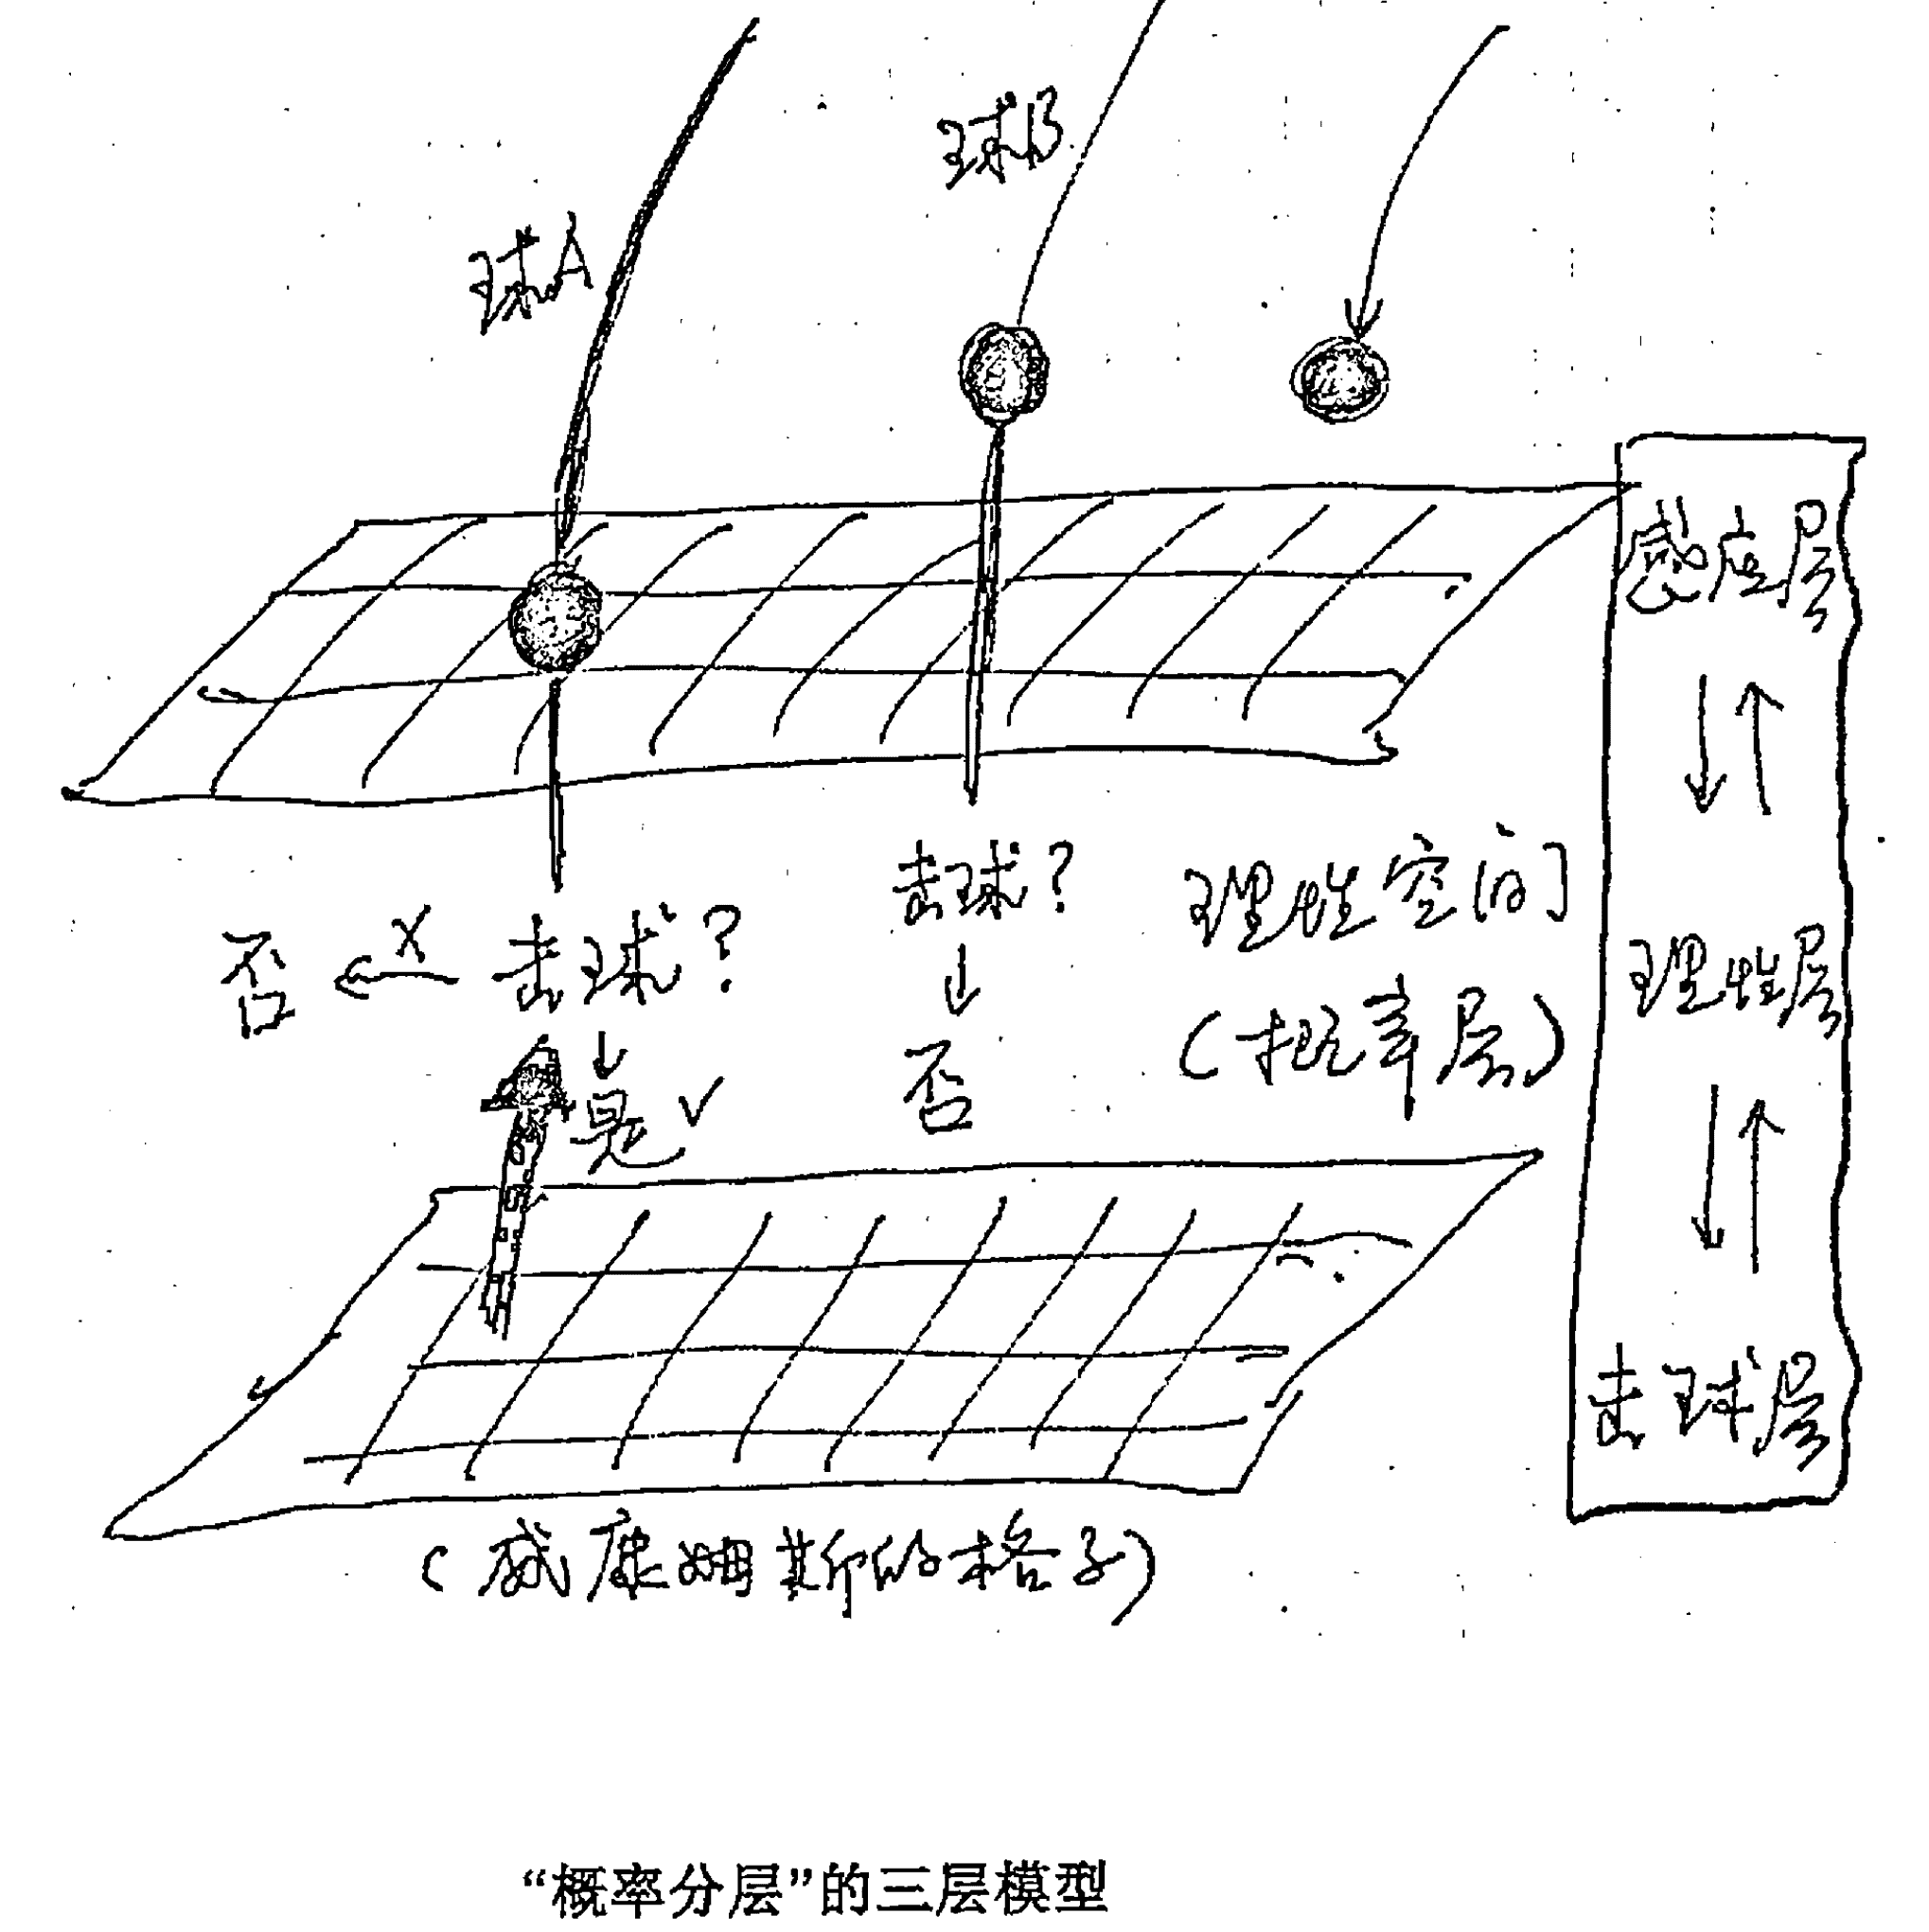 球B
球A
感应层
击球?
理性空间
否
X
击球?
理性层
(概率层)
否
是✓
击球层
(威廉姆斯的格子)
“概率分层”的三层模型